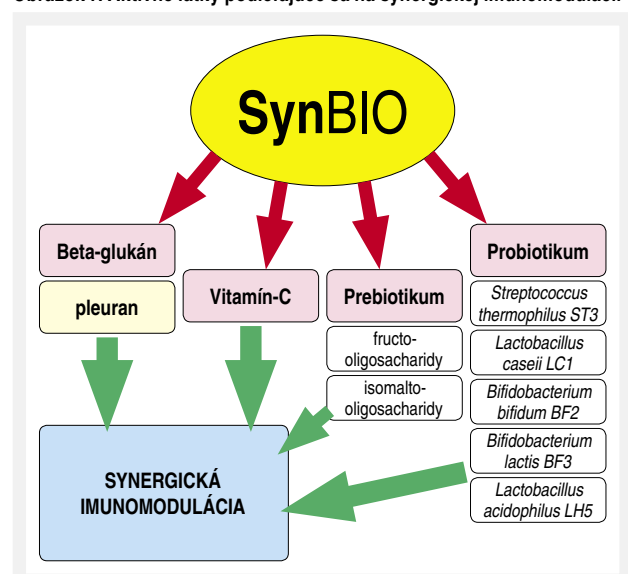 SynBIO
Beta-glukán
pleuran
Vitamín-C
Prebiotikum
fructo-
oligosacharidy
isomalto-
oligosacharidy
Probiotikum
Streptococcus
thermophilus ST3
Lactobacillus
caseii LC1
Bifidobacterium
bifidum BF2
Bifidobacterium
lactis BF3
Lactobacillus
acidophilus LH5
SYNERGICKÁ
IMUNOMODULÁCIA